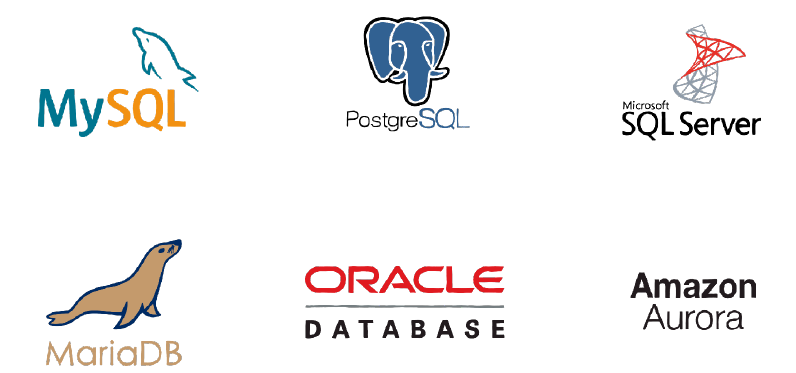 MySQL
PostgreSQL
Microsoft
SQL Server
MariaDB
ORACLE
DATABASE
Amazon
Aurora